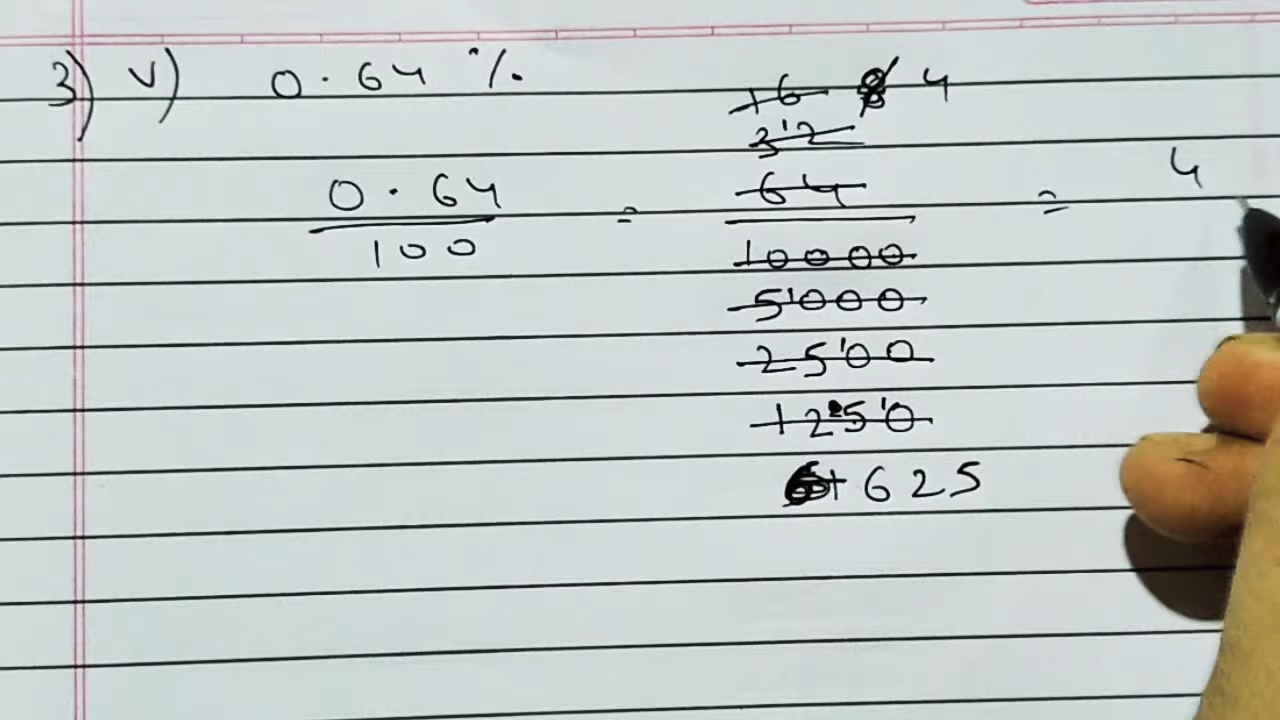 3) v) 0.64 %
16 8 4
32
0.64 / 100 = 64 / 10000 = 4
5000
2500
1250
625